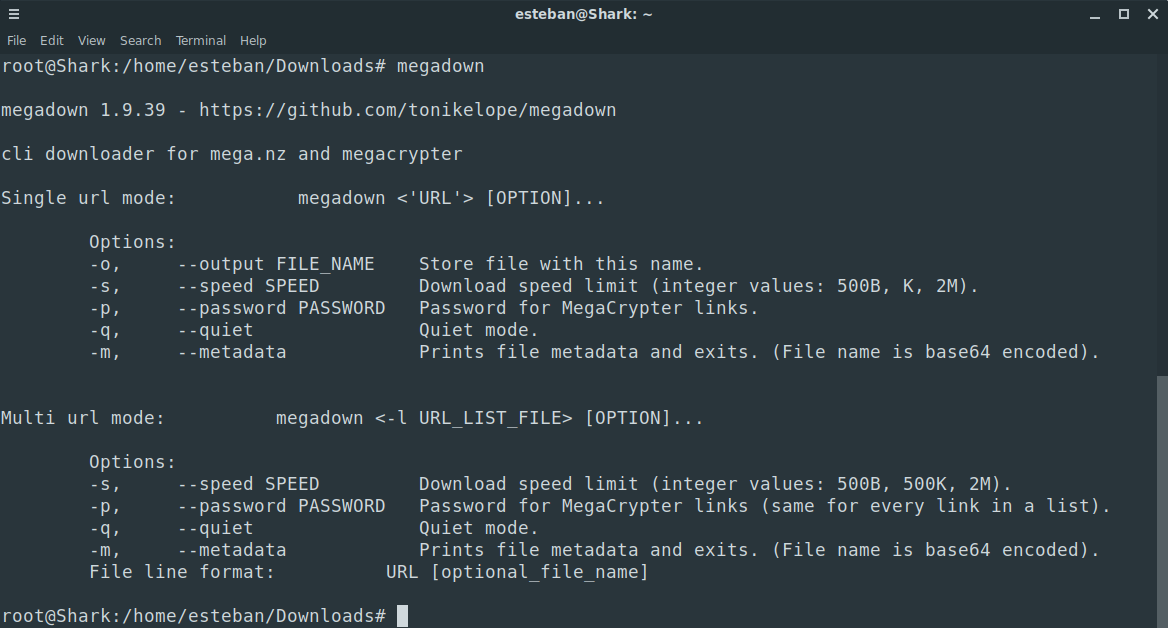 esteban@Shark: ~
File Edit View Search Terminal Help
root@Shark:/home/esteban/Downloads# megadown
megadown 1.9.39 - https://github.com/tonikelope/megadown
cli downloader for mega.nz and megacrypter
Single url mode: megadown <'URL'> [OPTION]...
Options:
-o, --output FILE_NAME Store file with this name.
-s, --speed SPEED Download speed limit (integer values: 500B, K, 2M).
-p, --password PASSWORD Password for MegaCrypter links.
-q, --quiet Quiet mode.
-m, --metadata Prints file metadata and exits. (File name is base64 encoded).
Multi url mode: megadown <-l URL_LIST_FILE> [OPTION]...
Options:
-s, --speed SPEED Download speed limit (integer values: 500B, 500K, 2M).
-p, --password PASSWORD Password for MegaCrypter links (same for every link in a list).
-q, --quiet Quiet mode.
-m, --metadata Prints file metadata and exits. (File name is base64 encoded).
File line format: URL [optional_file_name]
root@Shark:/home/esteban/Downloads#